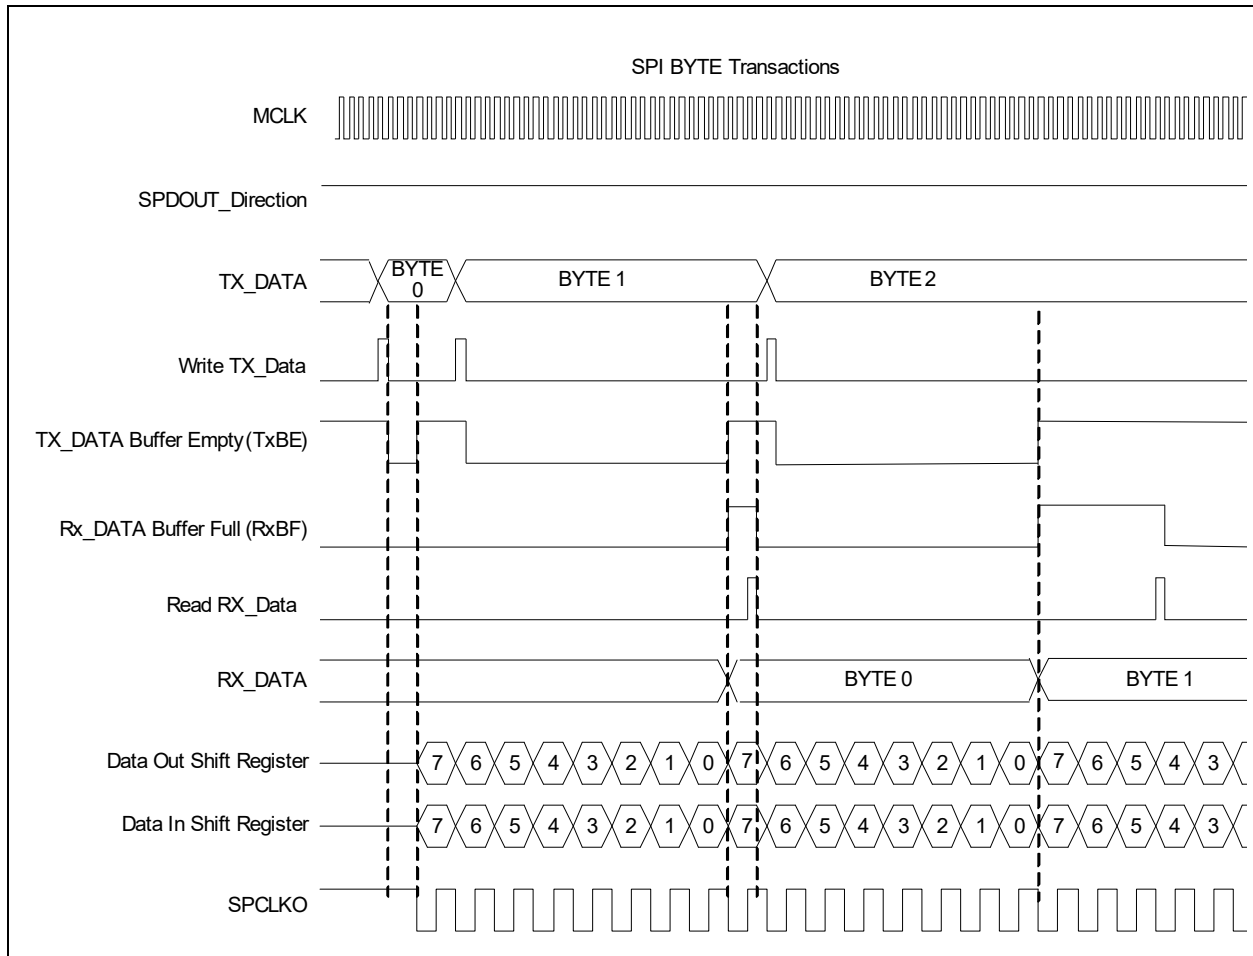 SPI BYTE Transactions
MCLK
SPDOUT_Direction
TX_DATA
BYTE 0
BYTE 1
BYTE 2
Write TX_Data
TX_DATA Buffer Empty (TxBE)
Rx_DATA Buffer Full (RxBF)
Read RX_Data
RX_DATA
BYTE 0
BYTE 1
Data Out Shift Register
7 6 5 4 3 2 1 0 7 6 5 4 3 2 1 0 7 6 5 4 3
Data In Shift Register
7 6 5 4 3 2 1 0 7 6 5 4 3 2 1 0 7 6 5 4 3
SPCLKO